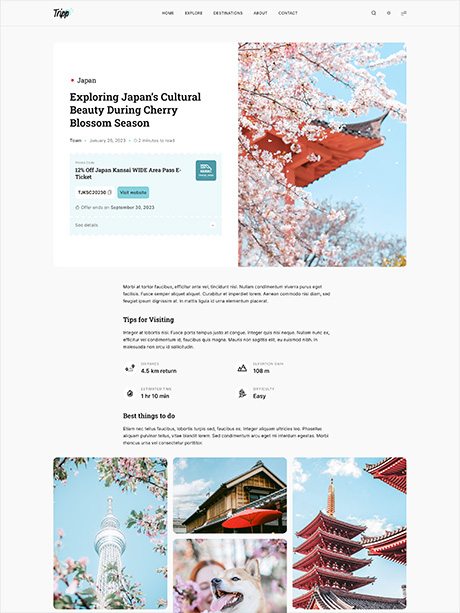 Tripp
HOME EXPLORE DESTINATIONS ABOUT CONTACT
Japan
Exploring Japan's Cultural
Beauty During Cherry
Blossom Season
Town • January 26, 2023 • 2 minutes to read
PROMO CODE
12% Off Japan Kansai WIDE Area Pass E-
Ticket
TJKSC20230 Visit website
Offer ends on September 30, 2023
See details
Morbi at tortor faucibus, efficitur ante vel, tincidunt nisl. Nullam condimentum viverra purus eget
facilisis. Fusce semper aliquet aliquet. Curabitur et imperdiet lorem. Aenean commodo nisl diam, sed
feugiat ipsum dignissim at. In mattis ligula id urna elementum placerat.
Tips for Visiting
Integer at lobortis nisl. Fusce porta tempus justo at congue. Integer quis nisi neque. Nullam nunc ex,
efficitur vel condimentum id, faucibus quis magna. Mauris non sagittis elit, eu euismod nibh. In
malesuada non arcu id sollicitudin.
DISTANCE
4.5 km return
ELEVATION GAIN
108 m
ESTIMATED TIME
1 hr 10 min
DIFFICULTY
Easy
Best things to do
Etiam nec tellus faucibus, lobortis turpis sed, faucibus ex. Integer aliquam ultricies leo. Phasellus
aliquam pulvinar tellus, vitae blandit lorem. Sed condimentum arcu eget mi interdum egestas. Morbi
rhoncus urna vel consectetur porttitor.